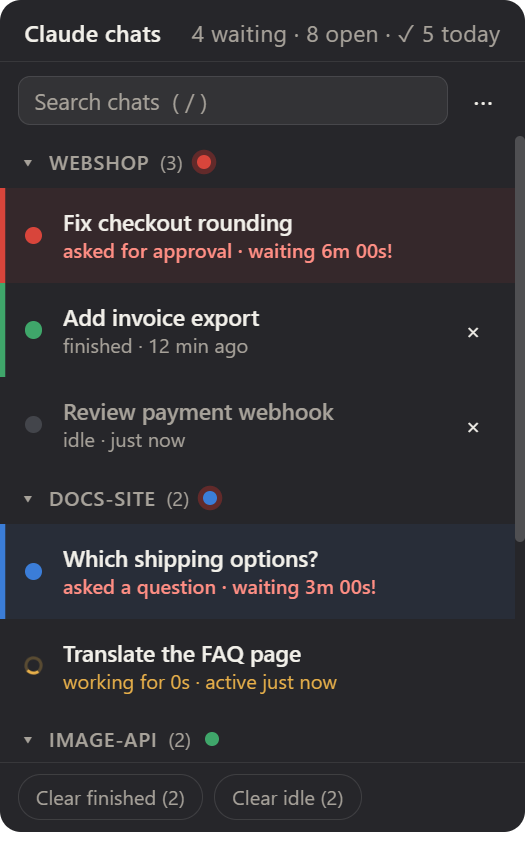 Claude chats 4 waiting · 8 open · ✓ 5 today
Search chats ( / ) ...
▼ WEBSHOP (3)
Fix checkout rounding
asked for approval · waiting 6m 00s!
Add invoice export
finished · 12 min ago
×
Review payment webhook
idle · just now
×
▼ DOCS-SITE (2)
Which shipping options?
asked a question · waiting 3m 00s!
Translate the FAQ page
working for 0s · active just now
▼ IMAGE-API (2)
Clear finished (2) Clear idle (2)